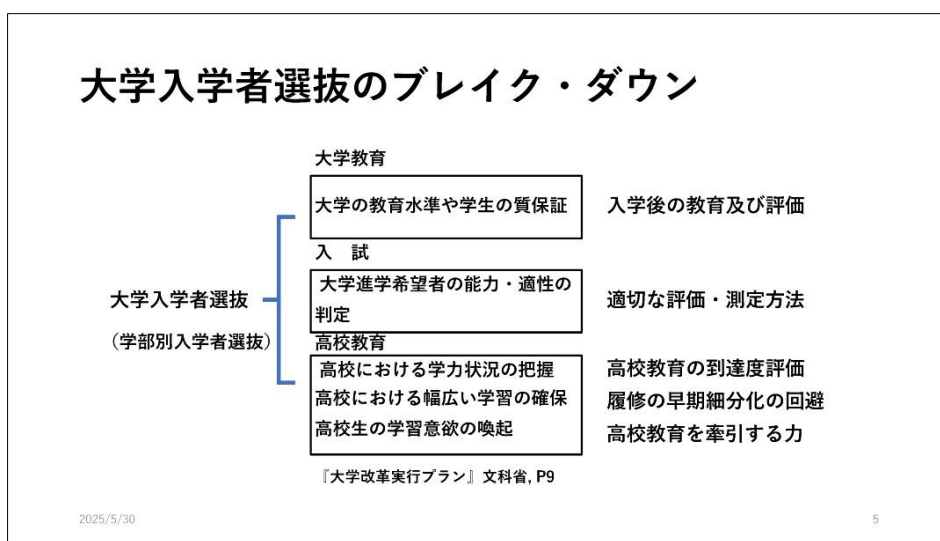 大学入学者選抜のブレイク・ダウン
大学教育
大学の教育水準や学生の質保証
入学後の教育及び評価
入　試
大学進学希望者の能力・適性の
判定
適切な評価・測定方法
大学入学者選抜
（学部別入学者選抜）
高校教育
高校における学力状況の把握
高校における幅広い学習の確保
高校生の学習意欲の喚起
高校教育の到達度評価
履修の早期細分化の回避
高校教育を牽引する力
『大学改革実行プラン』文科省, P9
2025/5/30
5